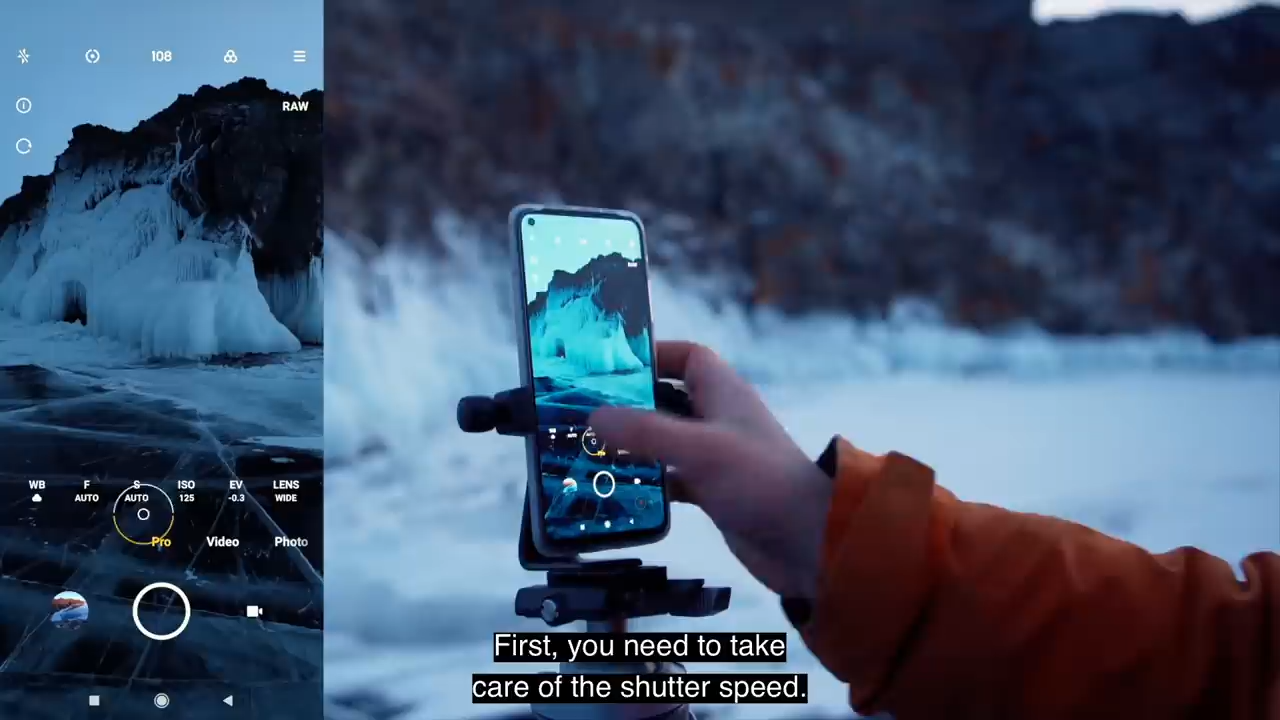 108
RAW
WB F S ISO EV LENS
AUTO AUTO 125 -0.3 WIDE
Pro Video Photo
First, you need to take
care of the shutter speed.